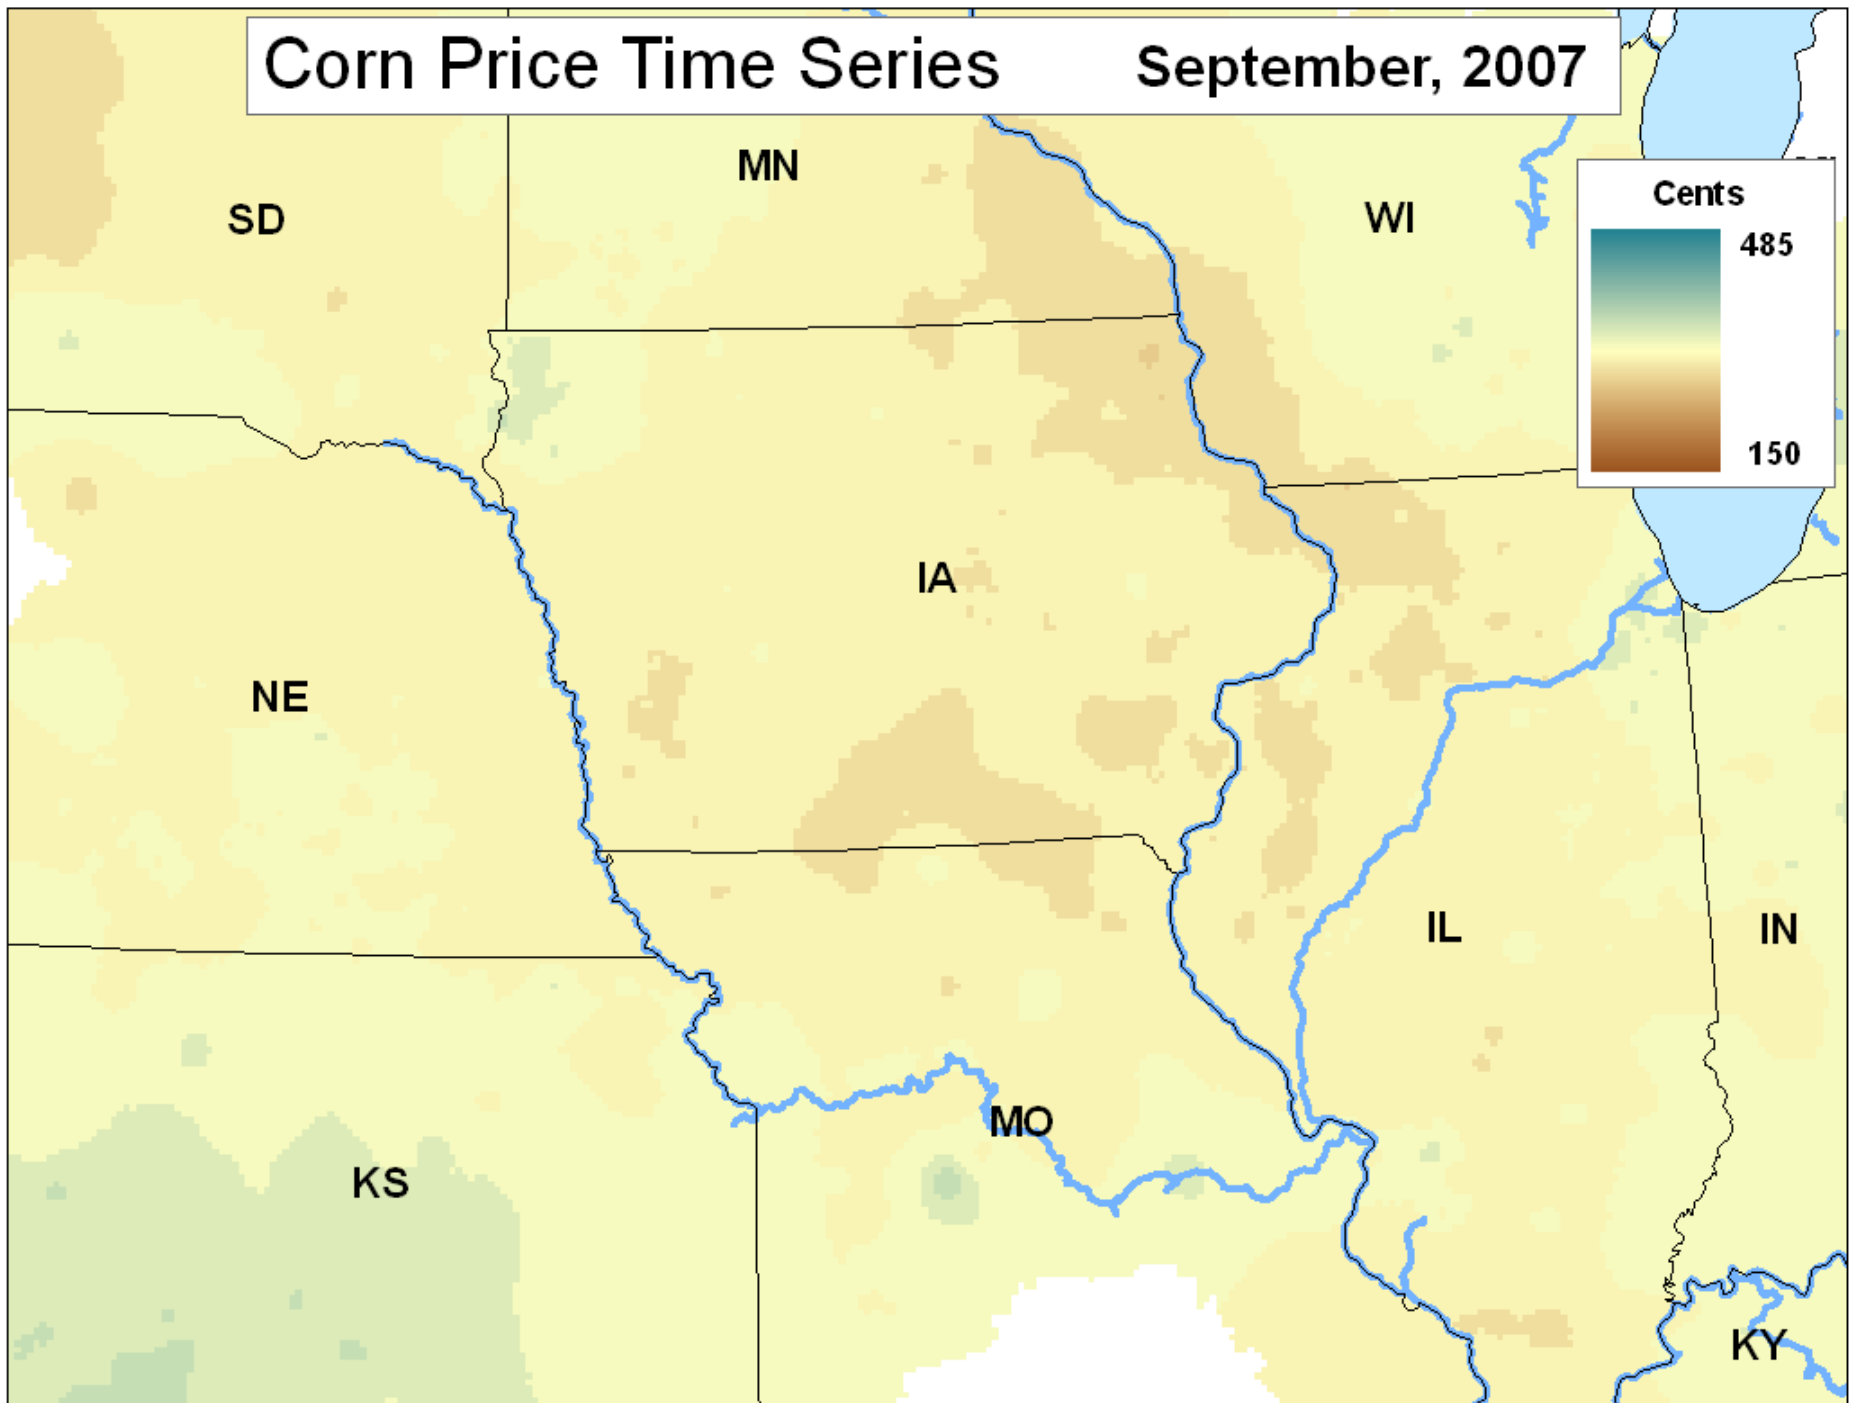 Corn Price Time Series September, 2007
MN
SD
WI
Cents
485
150
IA
NE
IL
IN
MO
KS
KY